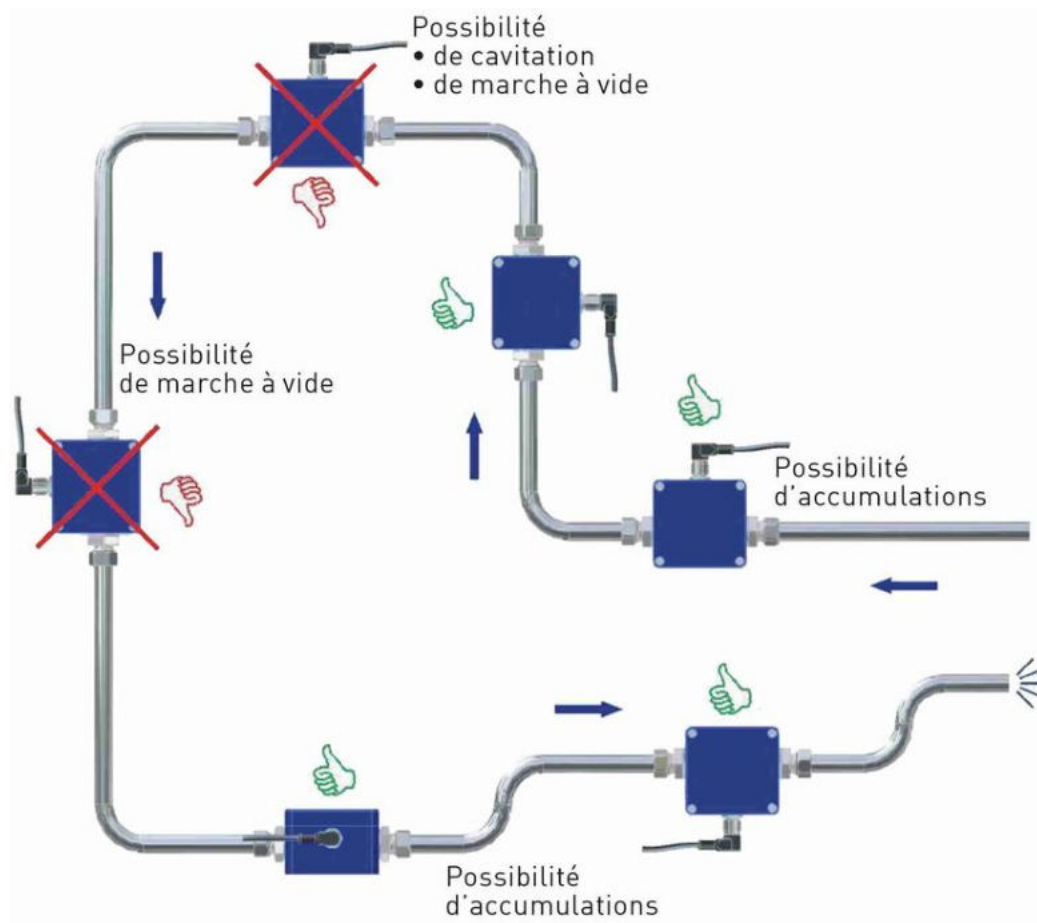 Possibilité
• de cavitation
• de marche à vide
Possibilité
de marche à vide
Possibilité
d'accumulations
Possibilité
d'accumulations